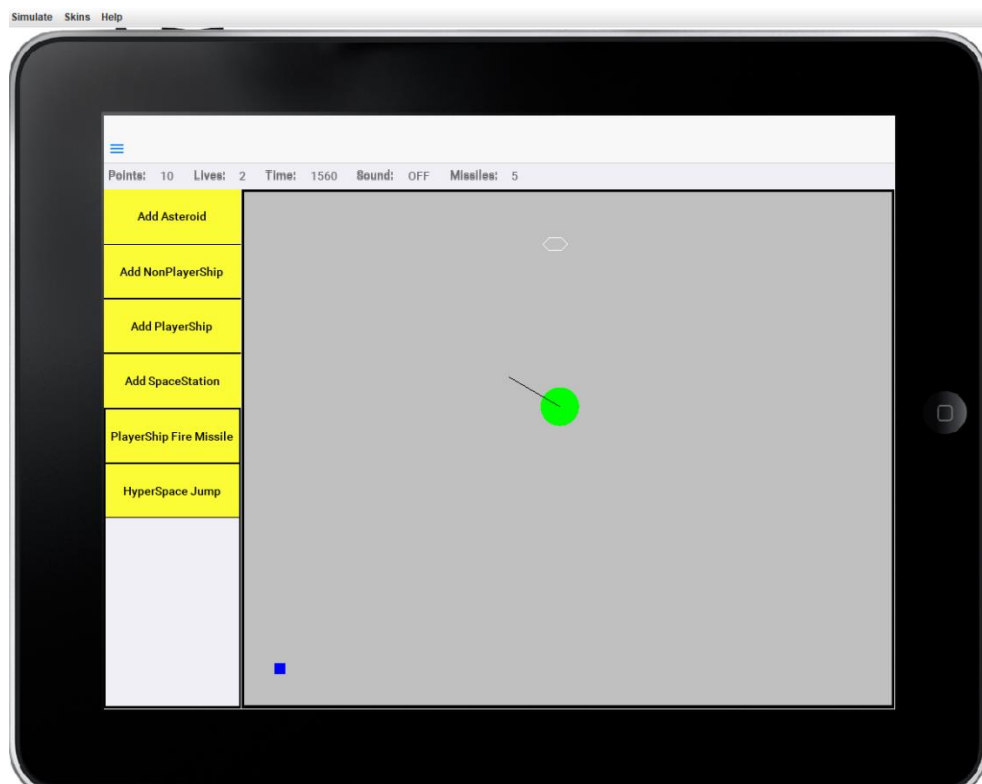 Simulate Skins Help
Points: 10 Lives: 2 Time: 1560 Sound: OFF Missiles: 5
Add Asteroid
Add NonPlayerShip
Add PlayerShip
Add SpaceStation
PlayerShip Fire Missile
HyperSpace Jump